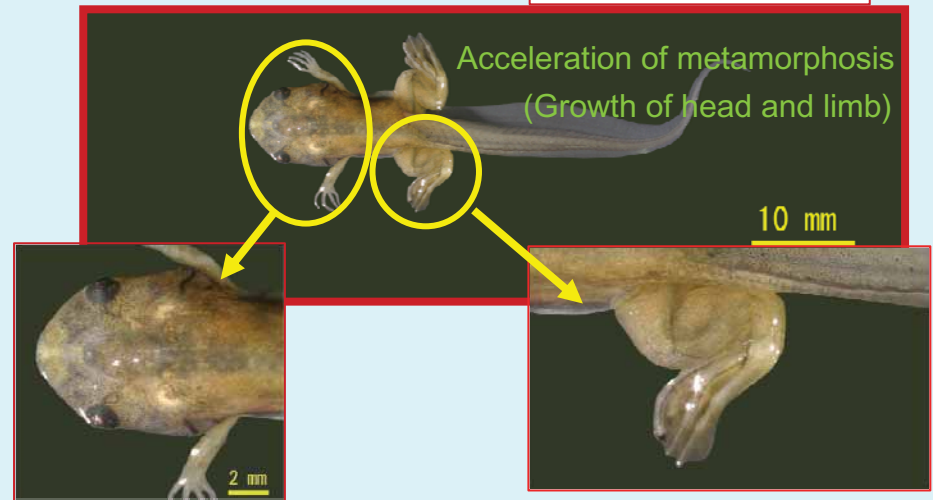 Acceleration of metamorphosis
(Growth of head and limb)
10 mm
2 mm